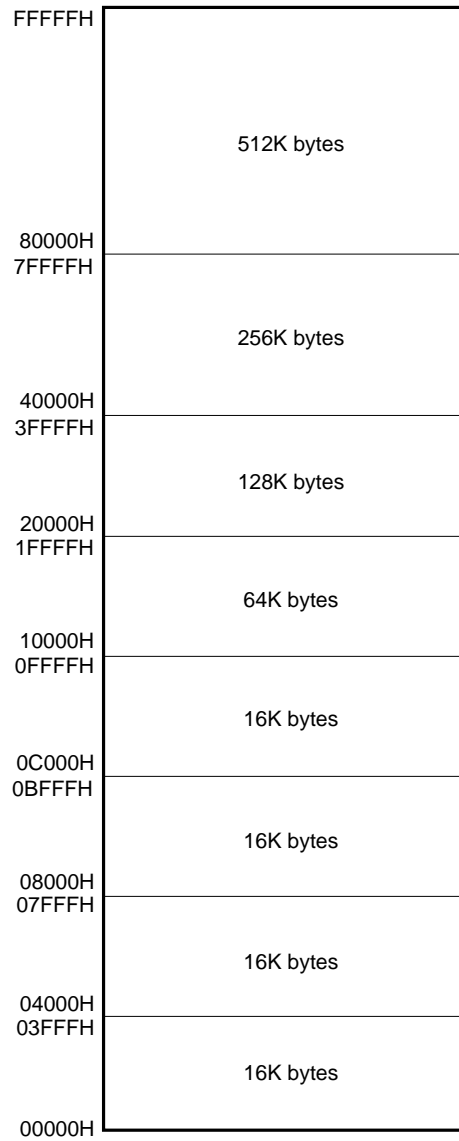 FFFFFH
512K bytes
80000H
7FFFFH
256K bytes
40000H
3FFFFH
128K bytes
20000H
1FFFFH
64K bytes
10000H
0FFFFH
16K bytes
0C000H
0BFFFH
16K bytes
08000H
07FFFH
16K bytes
04000H
03FFFH
16K bytes
00000H